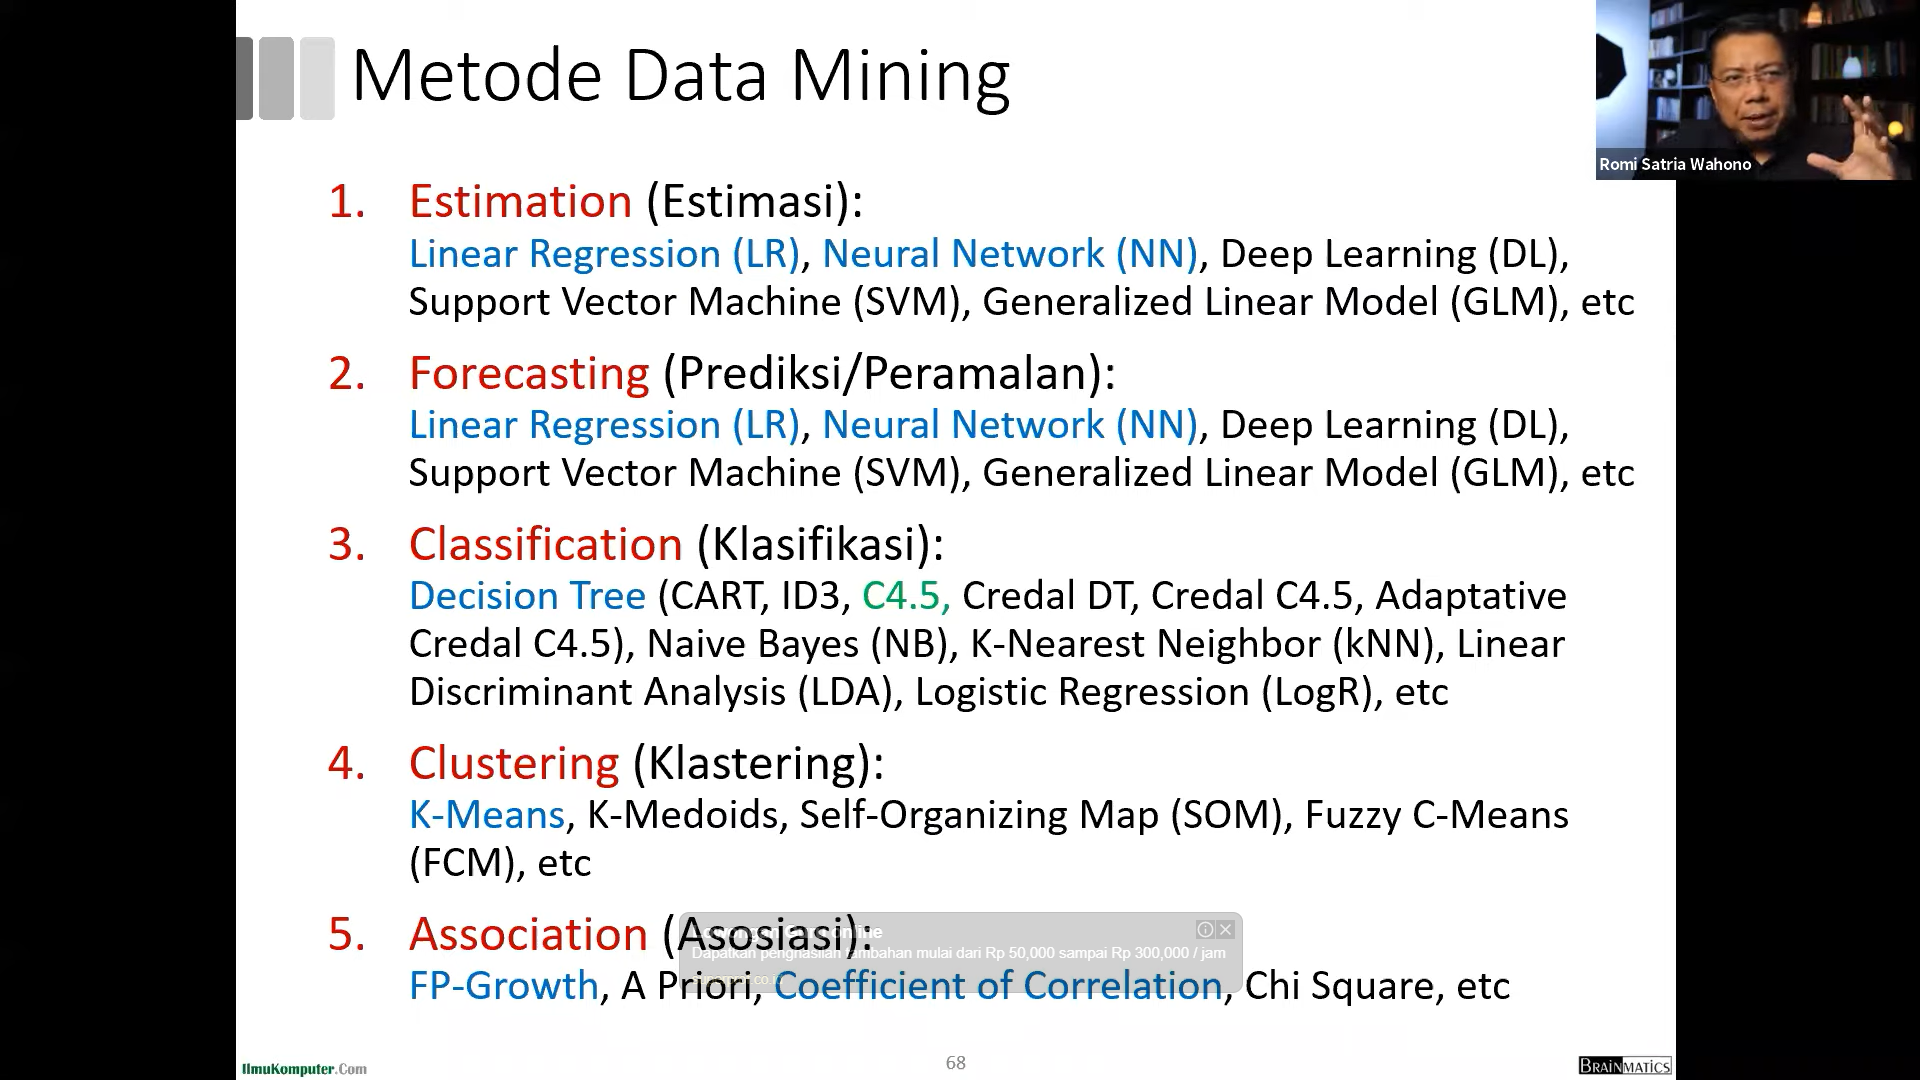 Metode Data Mining
Romi Satria Wahono
1. Estimation (Estimasi):
Linear Regression (LR), Neural Network (NN), Deep Learning (DL),
Support Vector Machine (SVM), Generalized Linear Model (GLM), etc
2. Forecasting (Prediksi/Peramalan):
Linear Regression (LR), Neural Network (NN), Deep Learning (DL),
Support Vector Machine (SVM), Generalized Linear Model (GLM), etc
3. Classification (Klasifikasi):
Decision Tree (CART, ID3, C4.5, Credal DT, Credal C4.5, Adaptative
Credal C4.5), Naive Bayes (NB), K-Nearest Neighbor (kNN), Linear
Discriminant Analysis (LDA), Logistic Regression (LogR), etc
4. Clustering (Klastering):
K-Means, K-Medoids, Self-Organizing Map (SOM), Fuzzy C-Means
(FCM), etc
5. Association (Asosiasi):
Dapatkan penghasilan tambahan mulai dari Rp 50,000 sampai Rp 300,000 / jam
FP-Growth, A Priori, Coefficient of Correlation, Chi Square, etc
IlmuKomputer.Com
68
BRAINMATICS